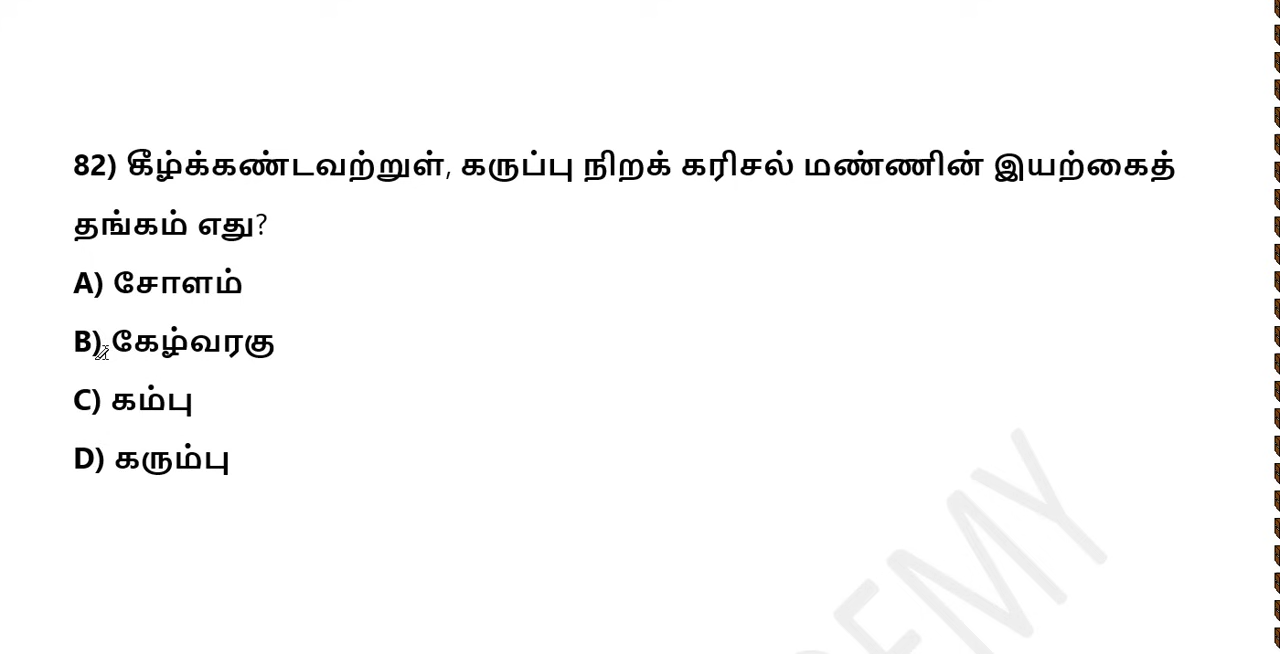 82) கீழ்க்கண்டவற்றுள், கருப்பு நிறக் கரிசல் மண்ணின் இயற்கைத்
தங்கம் எது?
A) சோளம்
B) கேழ்வரகு
C) கம்பு
D) கரும்பு